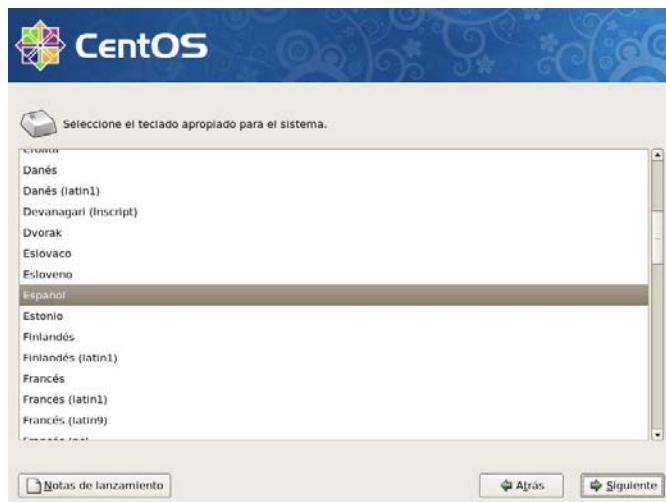 CentOS
Seleccione el teclado apropiado para el sistema.
Croata
Danés
Danés (latin1)
Devanagari (Inscript)
Dvorak
Eslovaco
Esloveno
Español
Estonio
Finlandés
Finlandés (latin1)
Francés
Francés (latin1)
Francés (latin9)
Notas de lanzamiento
Atrás
Siguiente